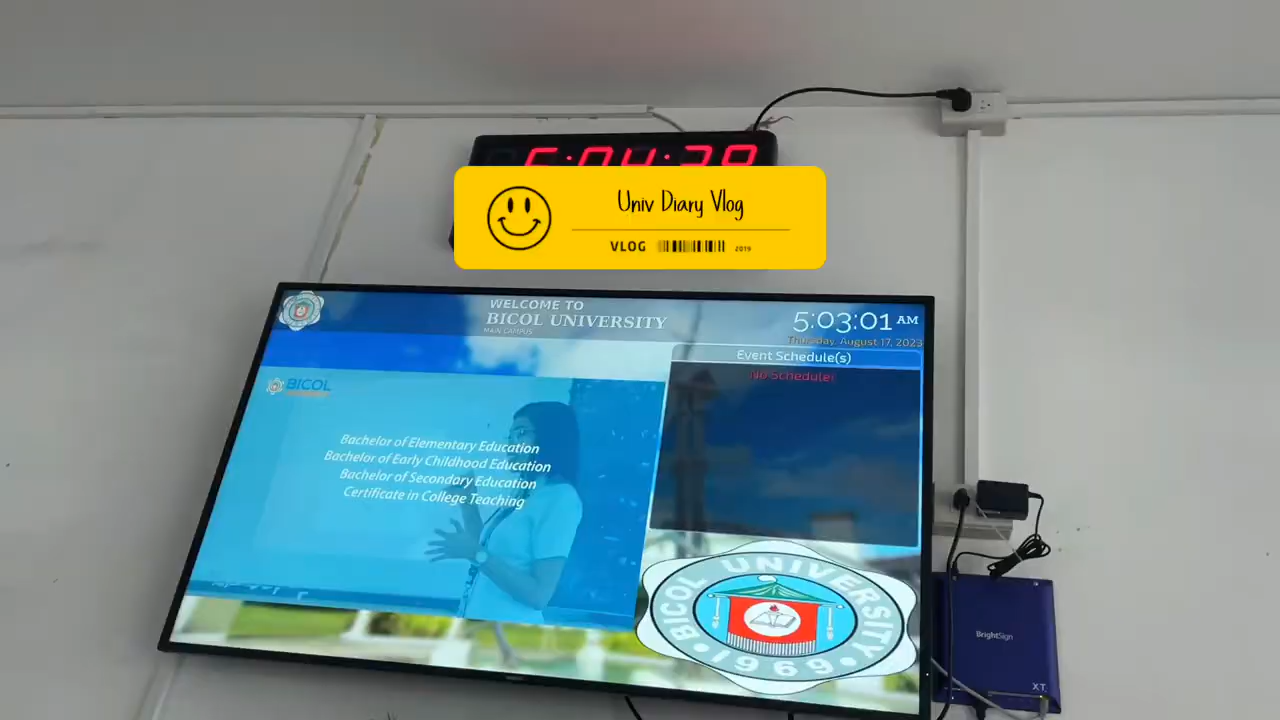 Univ Diary Vlog
VLOG
2019
WELCOME TO
BICOL UNIVERSITY
MAIN CAMPUS
5:03:01 AM
Thursday, August 17, 2023
Event Schedule(s)
No Schedule!
BICOL
Bachelor of Elementary Education
Bachelor of Early Childhood Education
Bachelor of Secondary Education
Certificate in College Teaching
BICOL UNIVERSITY
1969
BrightSign
XT